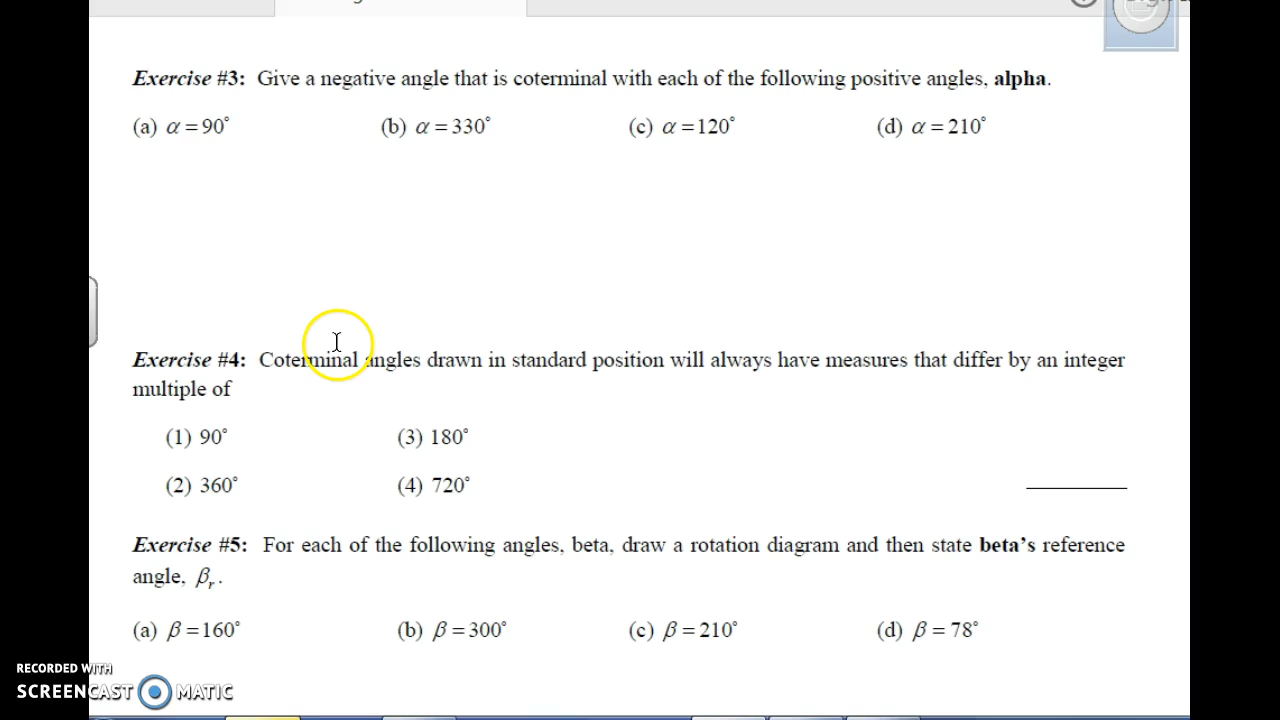 Exercise #3: Give a negative angle that is coterminal with each of the following positive angles, alpha.
(a) α = 90° (b) α = 330° (c) α = 120° (d) α = 210°
Exercise #4: Coterminal angles drawn in standard position will always have measures that differ by an integer
multiple of
(1) 90° (3) 180°
(2) 360° (4) 720°
Exercise #5: For each of the following angles, beta, draw a rotation diagram and then state beta's reference
angle, βr.
(a) β = 160° (b) β = 300° (c) β = 210° (d) β = 78°
RECORDED WITH
SCREENCAST MATIC